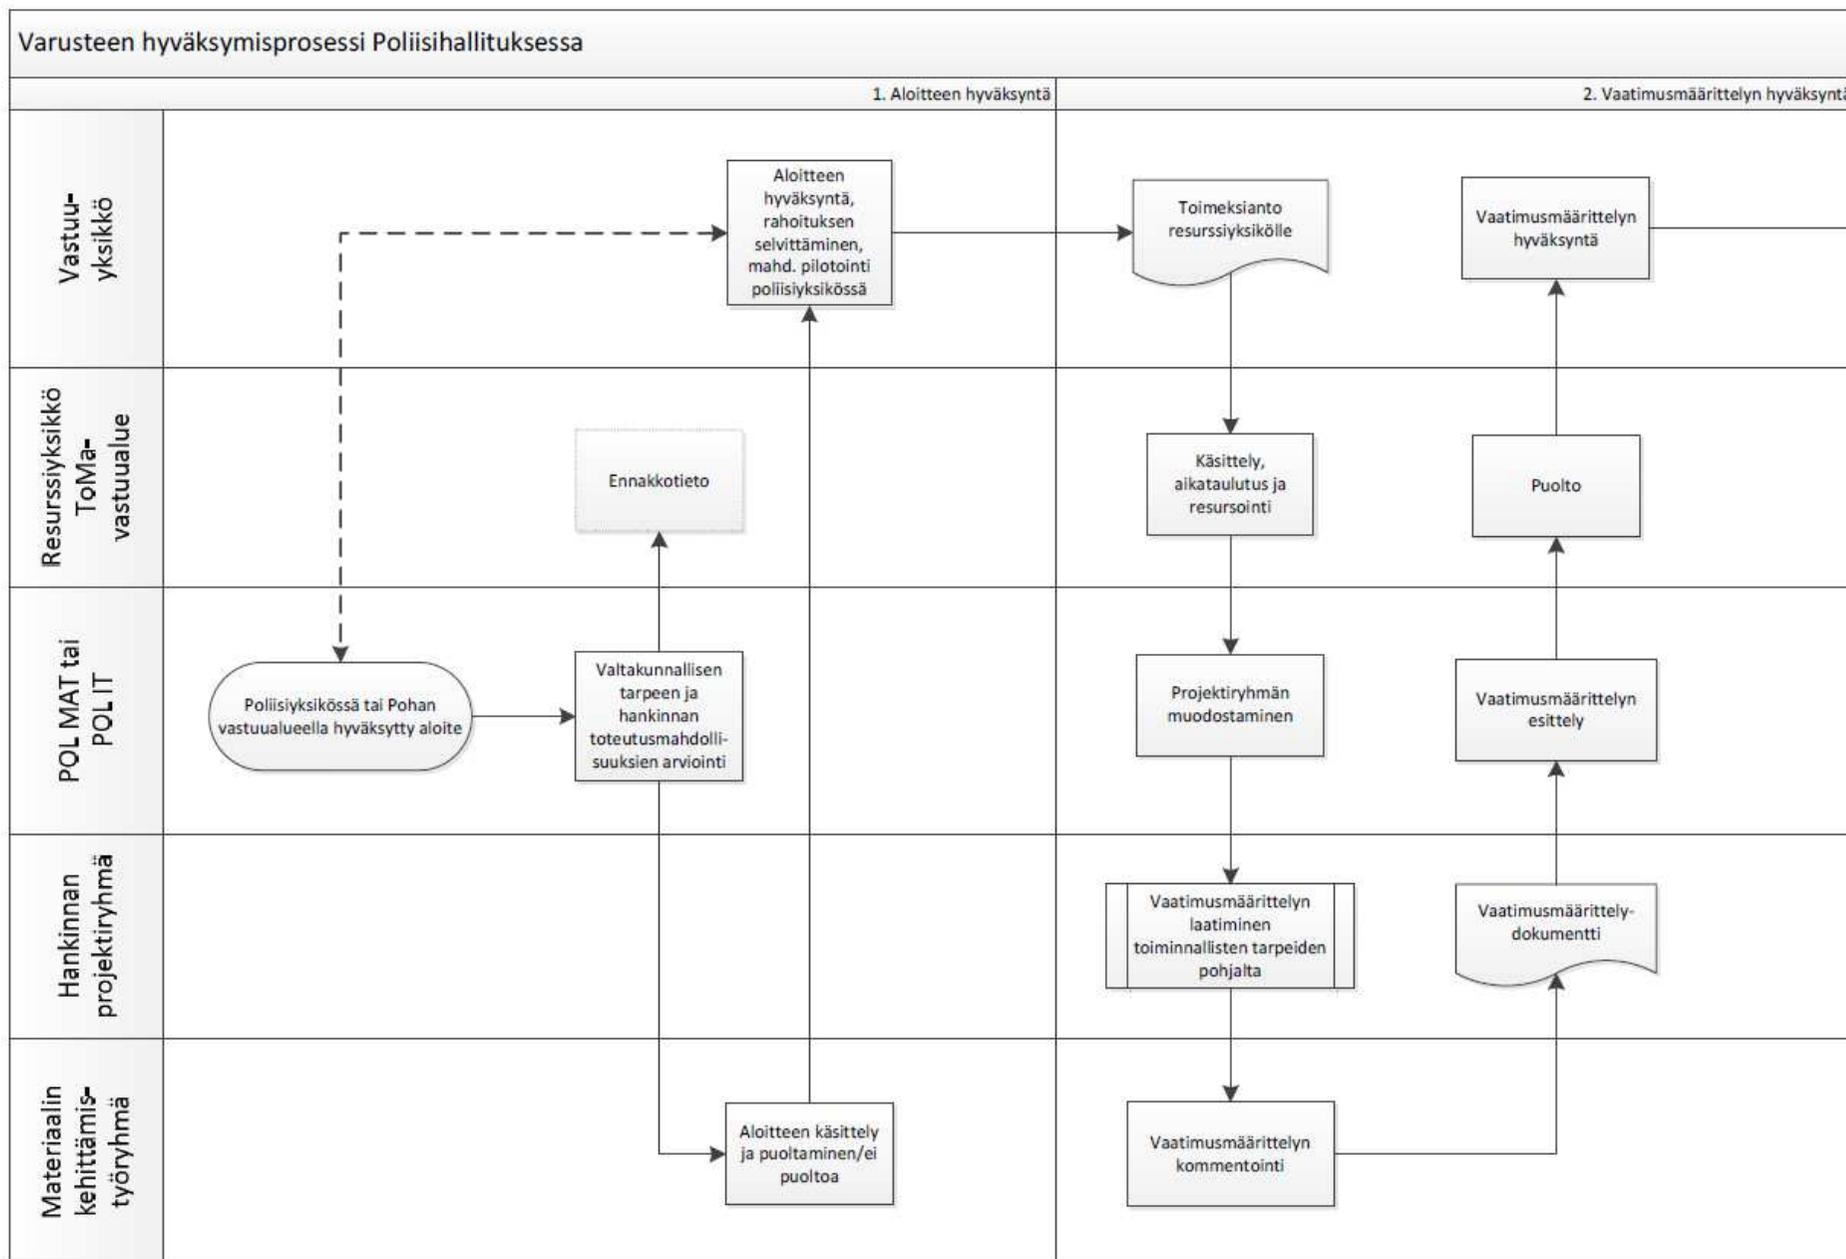 Varusteen hyväksymisprosessi Poliisihallituksessa
1. Aloitteen hyväksyntä
2. Vaatimusmäärittelyn hyväksyntä
Vastuu-
yksikkö
Aloitteen
hyväksyntä,
rahoituksen
selvittäminen,
mahd. pilotointi
poliisiyksikössä
Toimeksianto
resurssiyksikölle
Vaatimusmäärittelyn
hyväksyntä
Resurssiyksikkö
ToMa-
vastuualue
Ennakkotieto
Käsittely,
aikataulutus ja
resursointi
Puolto
POL MAT tai
POL IT
Poliisiyksikössä tai Pohan
vastuualueella hyväksytty aloite
Valtakunnallisen
tarpeen ja
hankinnan
toteutusmahdolli-
suuksien arviointi
Projektiryhmän
muodostaminen
Vaatimusmäärittelyn
esittely
Hankinnan
projektiryhmä
Vaatimusmäärittelyn
laatiminen
toiminnallisten tarpeiden
pohjalta
Vaatimusmäärittely-
dokumentti
Materiaalin
kehittämis-
työryhmä
Aloitteen käsittely
ja puoltaminen/ei
puoltoa
Vaatimusmäärittelyn
kommentointi